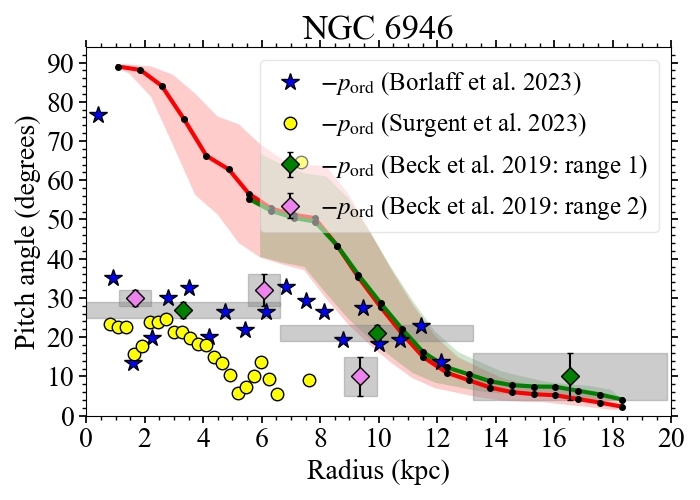 NGC 6946
Pitch angle (degrees)
90
80
70
60
50
40
30
20
10
0
−p_ord (Borlaff et al. 2023)
−p_ord (Surgent et al. 2023)
−p_ord (Beck et al. 2019: range 1)
−p_ord (Beck et al. 2019: range 2)
0 2 4 6 8 10 12 14 16 18 20
Radius (kpc)